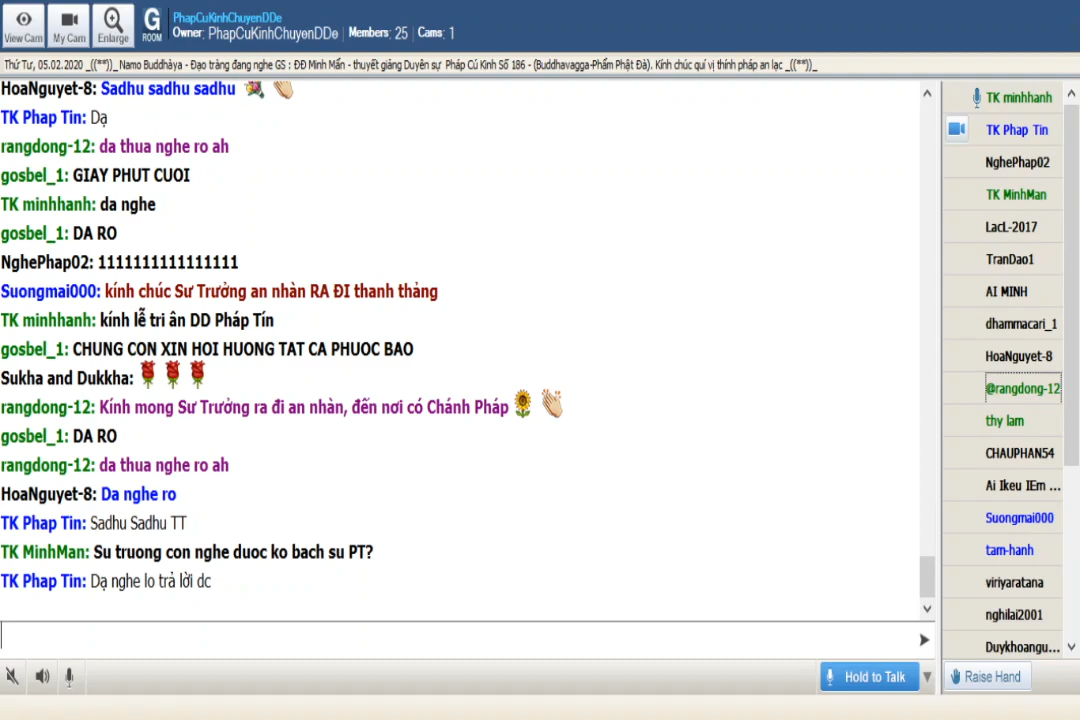 View Cam
My Cam
Enlarge
G
ROOM
PhapCuKinhChuyenDDe
Owner: PhapCuKinhChuyenDDe | Members: 25 | Cams: 1
Thứ Tư, 05.02.2020 _((**))_ Namo Buddhàya - Đạo tràng đang nghe GS : ĐĐ Minh Mẫn - thuyết giảng Duyên sự Pháp Cú Kinh Số 186 - (Buddhavagga-Phẩm Phật Đà). Kính chúc quí vị thính pháp an lạc _((**))_
HoaNguyet-8: Sadhu sadhu sadhu
TK Phap Tin: Dạ
rangdong-12: da thua nghe ro ah
gosbel_1: GIAY PHUT CUOI
TK minhhanh: da nghe
gosbel_1: DA RO
NghePhap02: 1111111111111111
Suongmai000: kính chúc Sư Trưởng an nhàn RA ĐI thanh thảng
TK minhhanh: kính lễ tri ân DD Pháp Tín
gosbel_1: CHUNG CON XIN HOI HUONG TAT CA PHUOC BAO
Sukha and Dukkha:
rangdong-12: Kính mong Sư Trưởng ra đi an nhàn, đến nơi có Chánh Pháp
gosbel_1: DA RO
rangdong-12: da thua nghe ro ah
HoaNguyet-8: Da nghe ro
TK Phap Tin: Sadhu Sadhu TT
TK MinhMan: Su truong con nghe duoc ko bach su PT?
TK Phap Tin: Dạ nghe lo trả lời dc
TK minhhanh
TK Phap Tin
NghePhap02
TK MinhMan
LacL-2017
TranDao1
AI MINH
dhammacari_1
HoaNguyet-8
@rangdong-12
thy lam
CHAUPHAN54
Ai Ikeu IEm ...
Suongmai000
tam-hanh
viriyaratana
nghilai2001
Duykhoangu...
Hold to Talk
Raise Hand